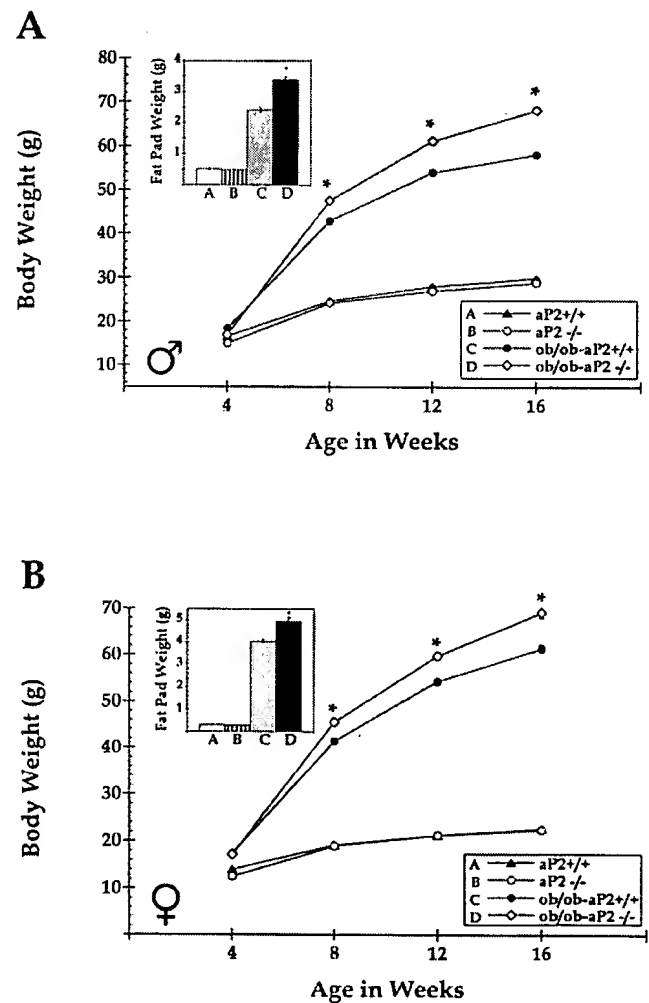 A
Body Weight (g)
80
70
60
50
40
30
20
10
Fat Pad Weight (g)
4
3
2
1
A B C D
*
*
*
*
♂
A aP2+/+
B aP2 -/-
C ob/ob-aP2+/+
D ob/ob-aP2 -/-
4 8 12 16
Age in Weeks
B
Body Weight (g)
70
60
50
40
30
20
10
Fat Pad Weight (g)
5
4
3
2
1
A B C D
*
*
*
*
♀
A aP2+/+
B aP2 -/-
C ob/ob-aP2+/+
D ob/ob-aP2 -/-
4 8 12 16
Age in Weeks